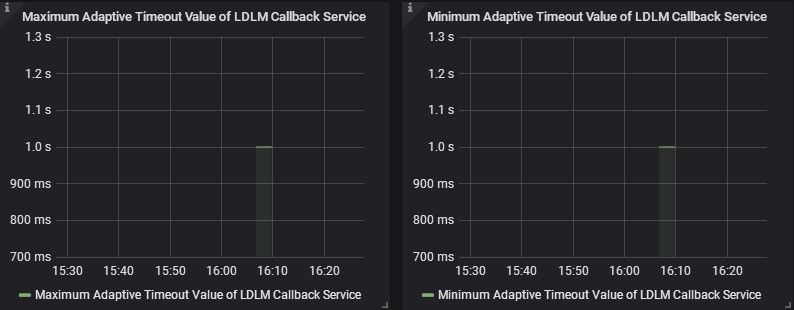 Maximum Adaptive Timeout Value of LDLM Callback Service
1.3 s
1.2 s
1.1 s
1.0 s
900 ms
800 ms
700 ms
15:30 15:40 15:50 16:00 16:10 16:20
Maximum Adaptive Timeout Value of LDLM Callback Service
Minimum Adaptive Timeout Value of LDLM Callback Service
1.3 s
1.2 s
1.1 s
1.0 s
900 ms
800 ms
700 ms
15:30 15:40 15:50 16:00 16:10 16:20
Minimum Adaptive Timeout Value of LDLM Callback Service